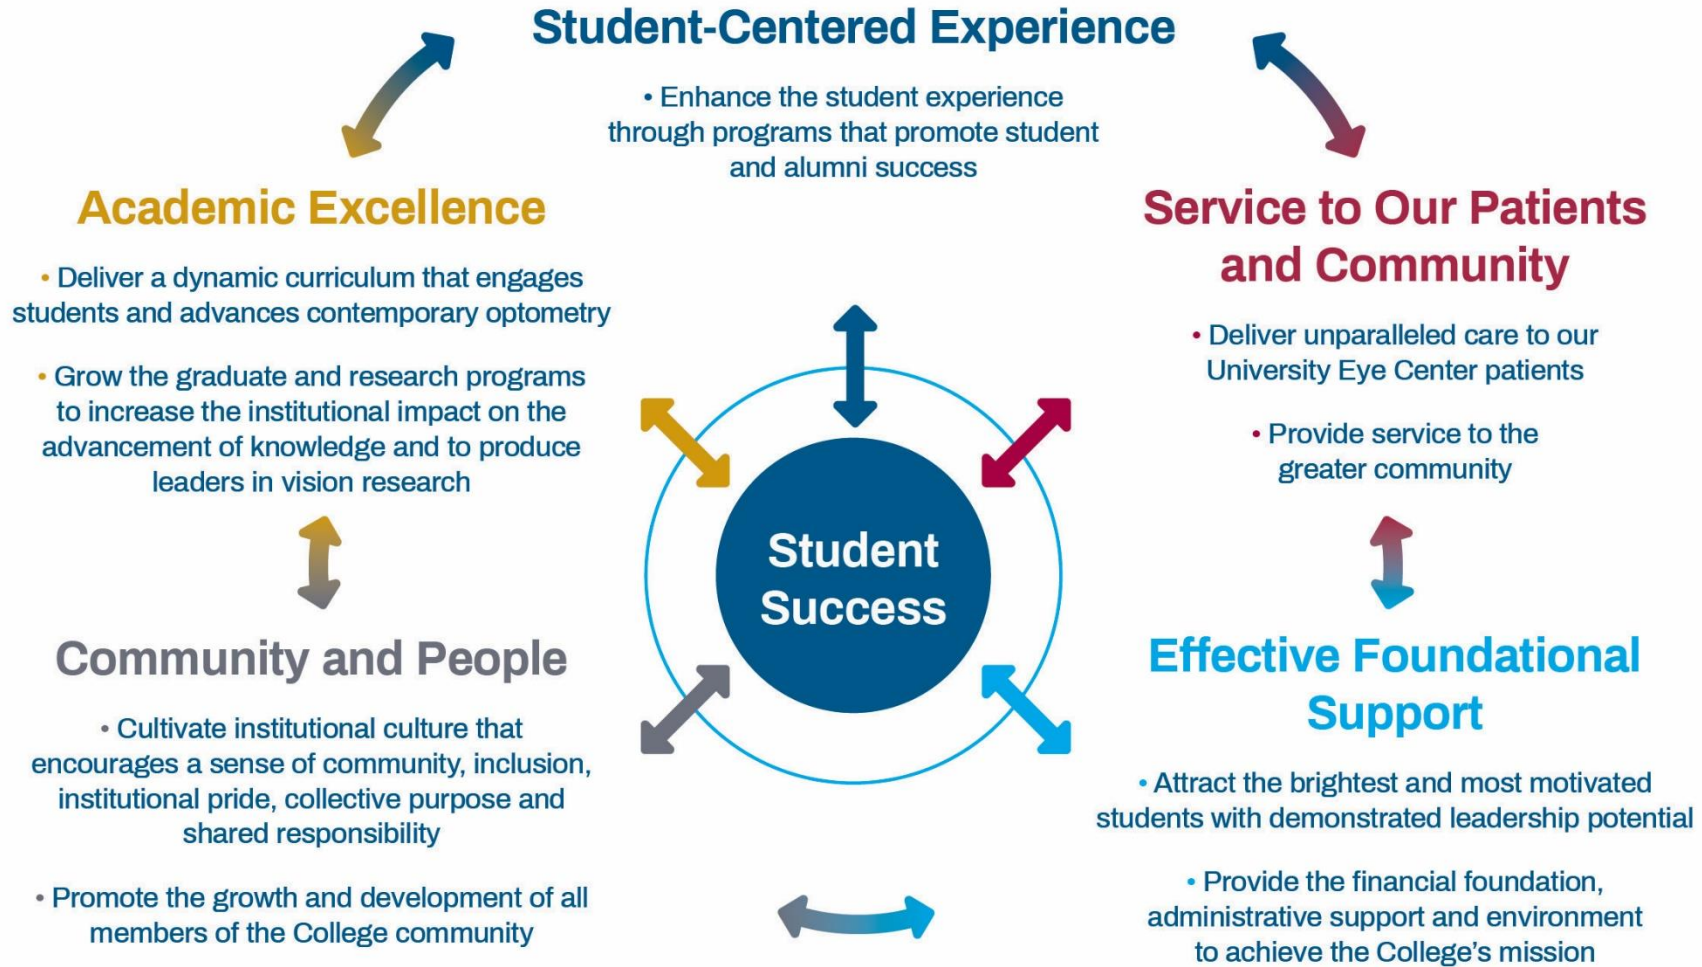 Student-Centered Experience
• Enhance the student experience
through programs that promote student
and alumni success
Academic Excellence
• Deliver a dynamic curriculum that engages
students and advances contemporary optometry
• Grow the graduate and research programs
to increase the institutional impact on the
advancement of knowledge and to produce
leaders in vision research
Service to Our Patients
and Community
• Deliver unparalleled care to our
University Eye Center patients
• Provide service to the
greater community
Student
Success
Community and People
• Cultivate institutional culture that
encourages a sense of community, inclusion,
institutional pride, collective purpose and
shared responsibility
• Promote the growth and development of all
members of the College community
Effective Foundational
Support
• Attract the brightest and most motivated
students with demonstrated leadership potential
• Provide the financial foundation,
administrative support and environment
to achieve the College’s mission